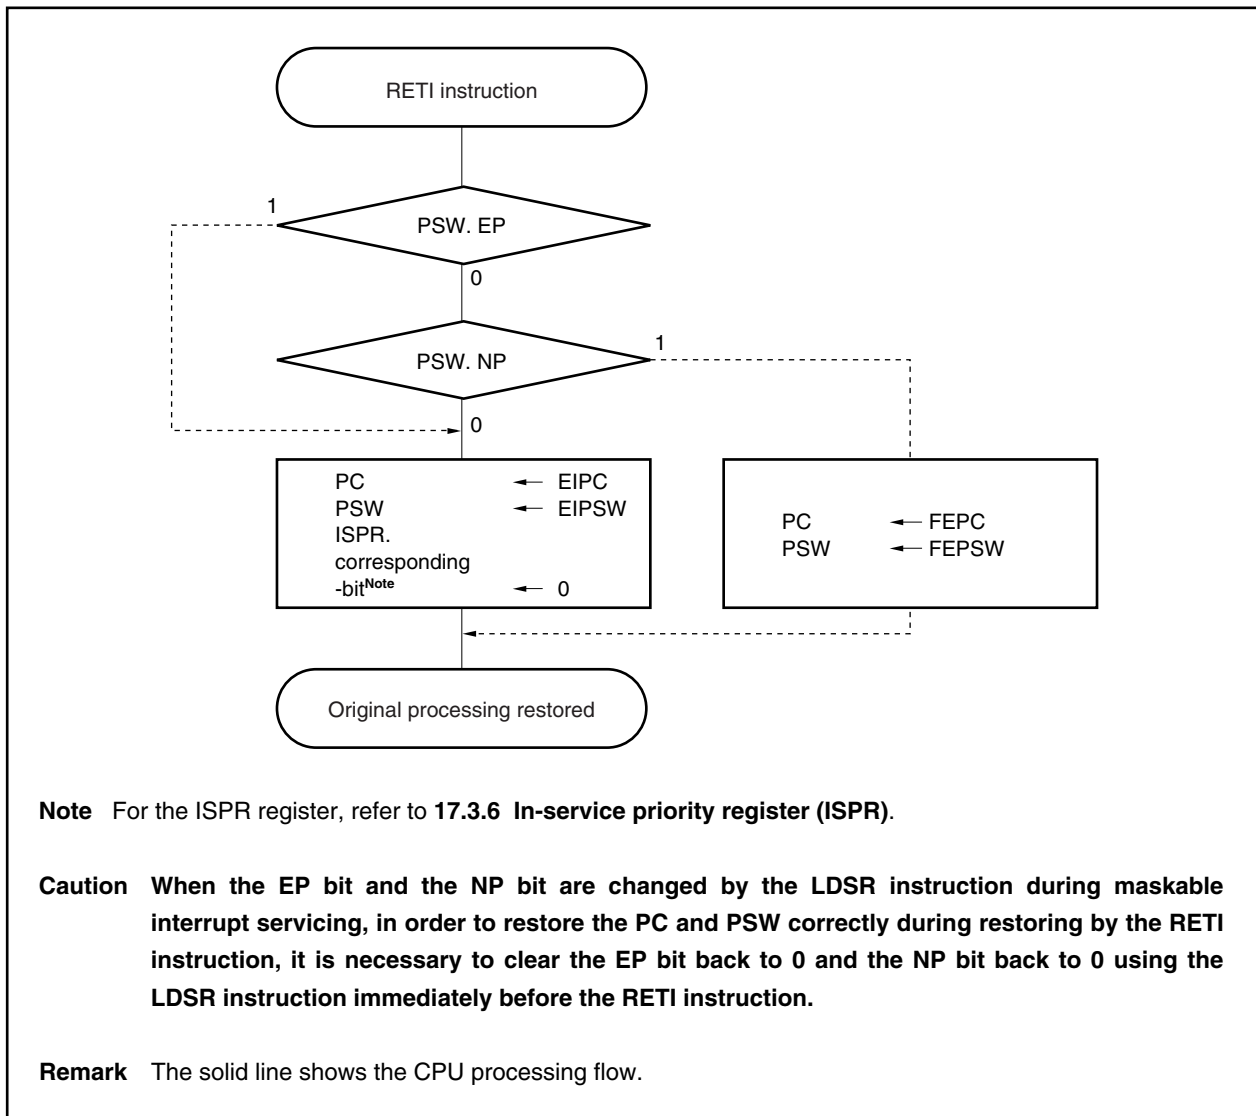 RETI instruction
1
PSW. EP
0
PSW. NP
1
0
PC ← EIPC
PSW ← EIPSW
ISPR.
corresponding
-bitNote ← 0
PC ← FEPC
PSW ← FEPSW
Original processing restored
Note For the ISPR register, refer to 17.3.6 In-service priority register (ISPR).
Caution When the EP bit and the NP bit are changed by the LDSR instruction during maskable
interrupt servicing, in order to restore the PC and PSW correctly during restoring by the RETI
instruction, it is necessary to clear the EP bit back to 0 and the NP bit back to 0 using the
LDSR instruction immediately before the RETI instruction.
Remark The solid line shows the CPU processing flow.